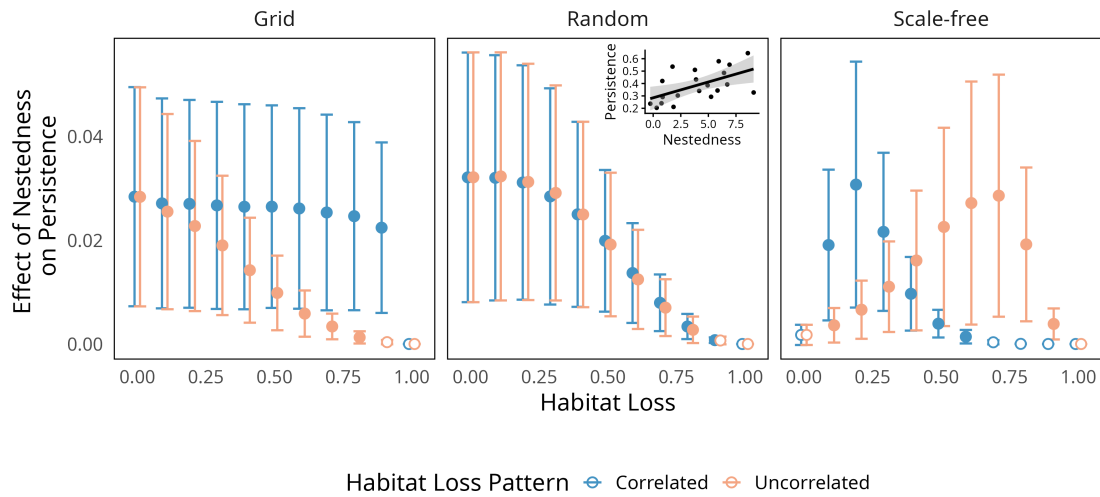 Grid
Random
Scale-free
Effect of Nestedness
on Persistence
0.04
0.02
0.00
Persistence
0.6
0.5
0.4
0.3
0.2
0.0 2.5 5.0 7.5
Nestedness
0.00 0.25 0.50 0.75 1.00
0.00 0.25 0.50 0.75 1.00
0.00 0.25 0.50 0.75 1.00
Habitat Loss
Habitat Loss Pattern Correlated Uncorrelated